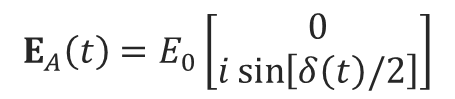 𝐄_A(t) = E_0 [ 0
i sin[δ(t)/2] ]